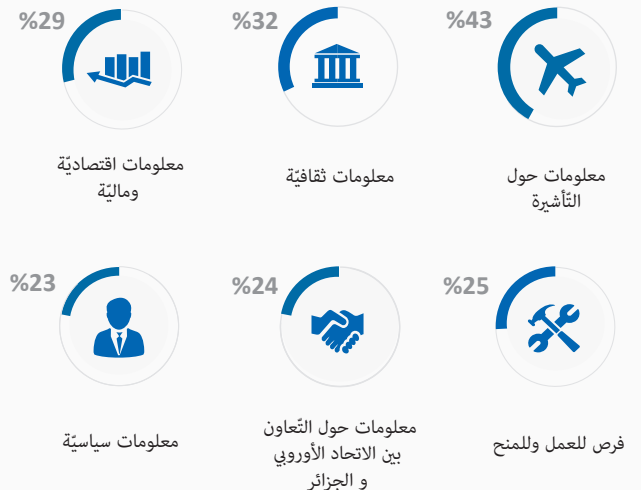 %43
معلومات حول
التّأشيرة
%32
معلومات ثقافيّة
%29
معلومات اقتصاديّة
وماليّة
%25
فرص للعمل وللمنح
%24
معلومات حول التّعاون
بين الاتحاد الأوروبي
و الجزائر
%23
معلومات سياسيّة